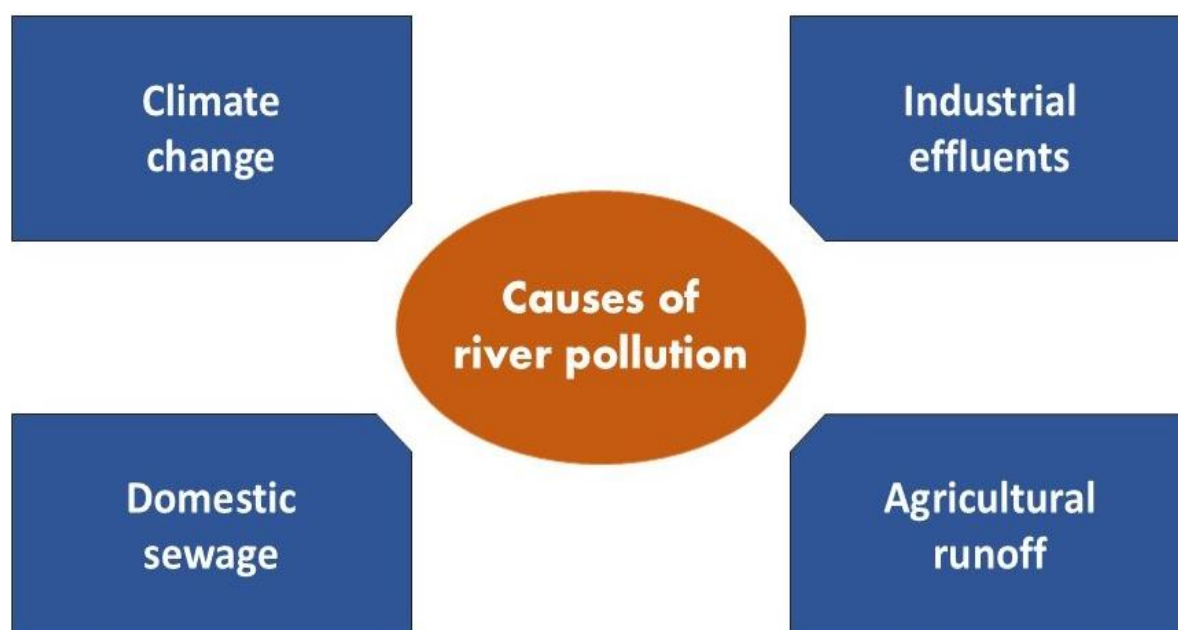 Climate
change
Industrial
effluents
Causes of
river pollution
Domestic
sewage
Agricultural
runoff